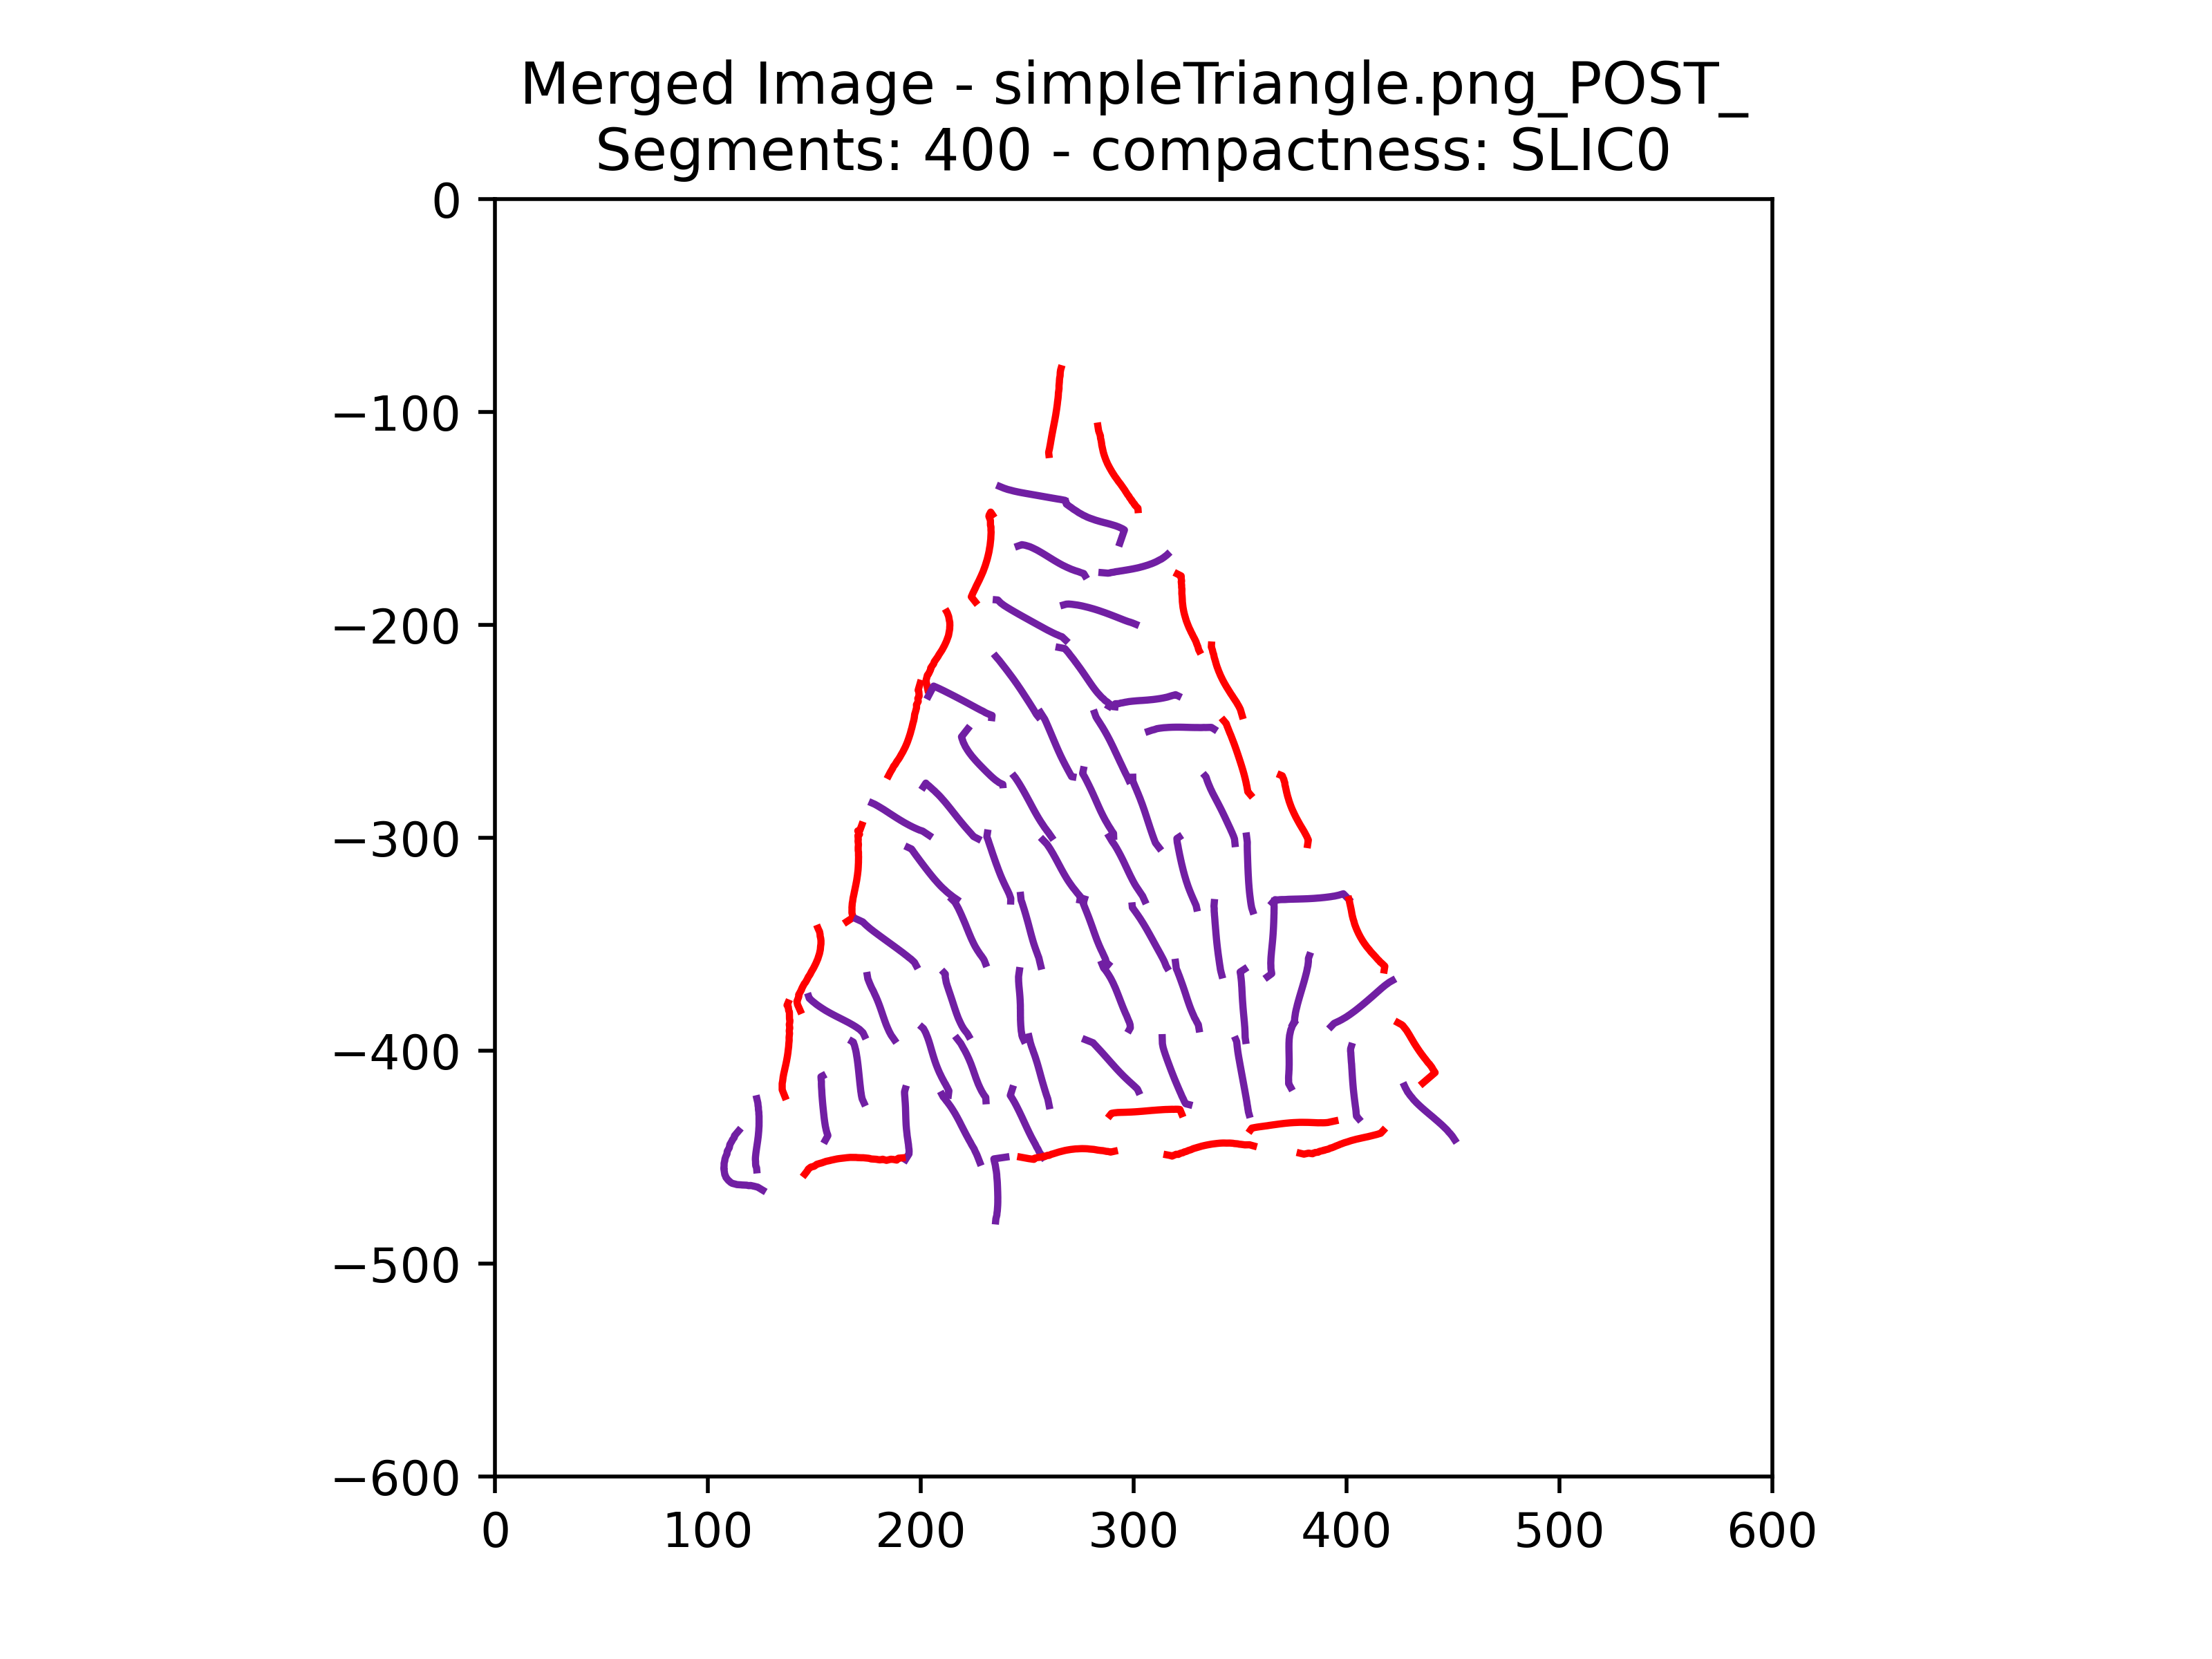 Merged Image - simpleTriangle.png_POST_
Segments: 400 - compactness: SLIC0
0
−100
−200
−300
−400
−500
−600
0 100 200 300 400 500 600